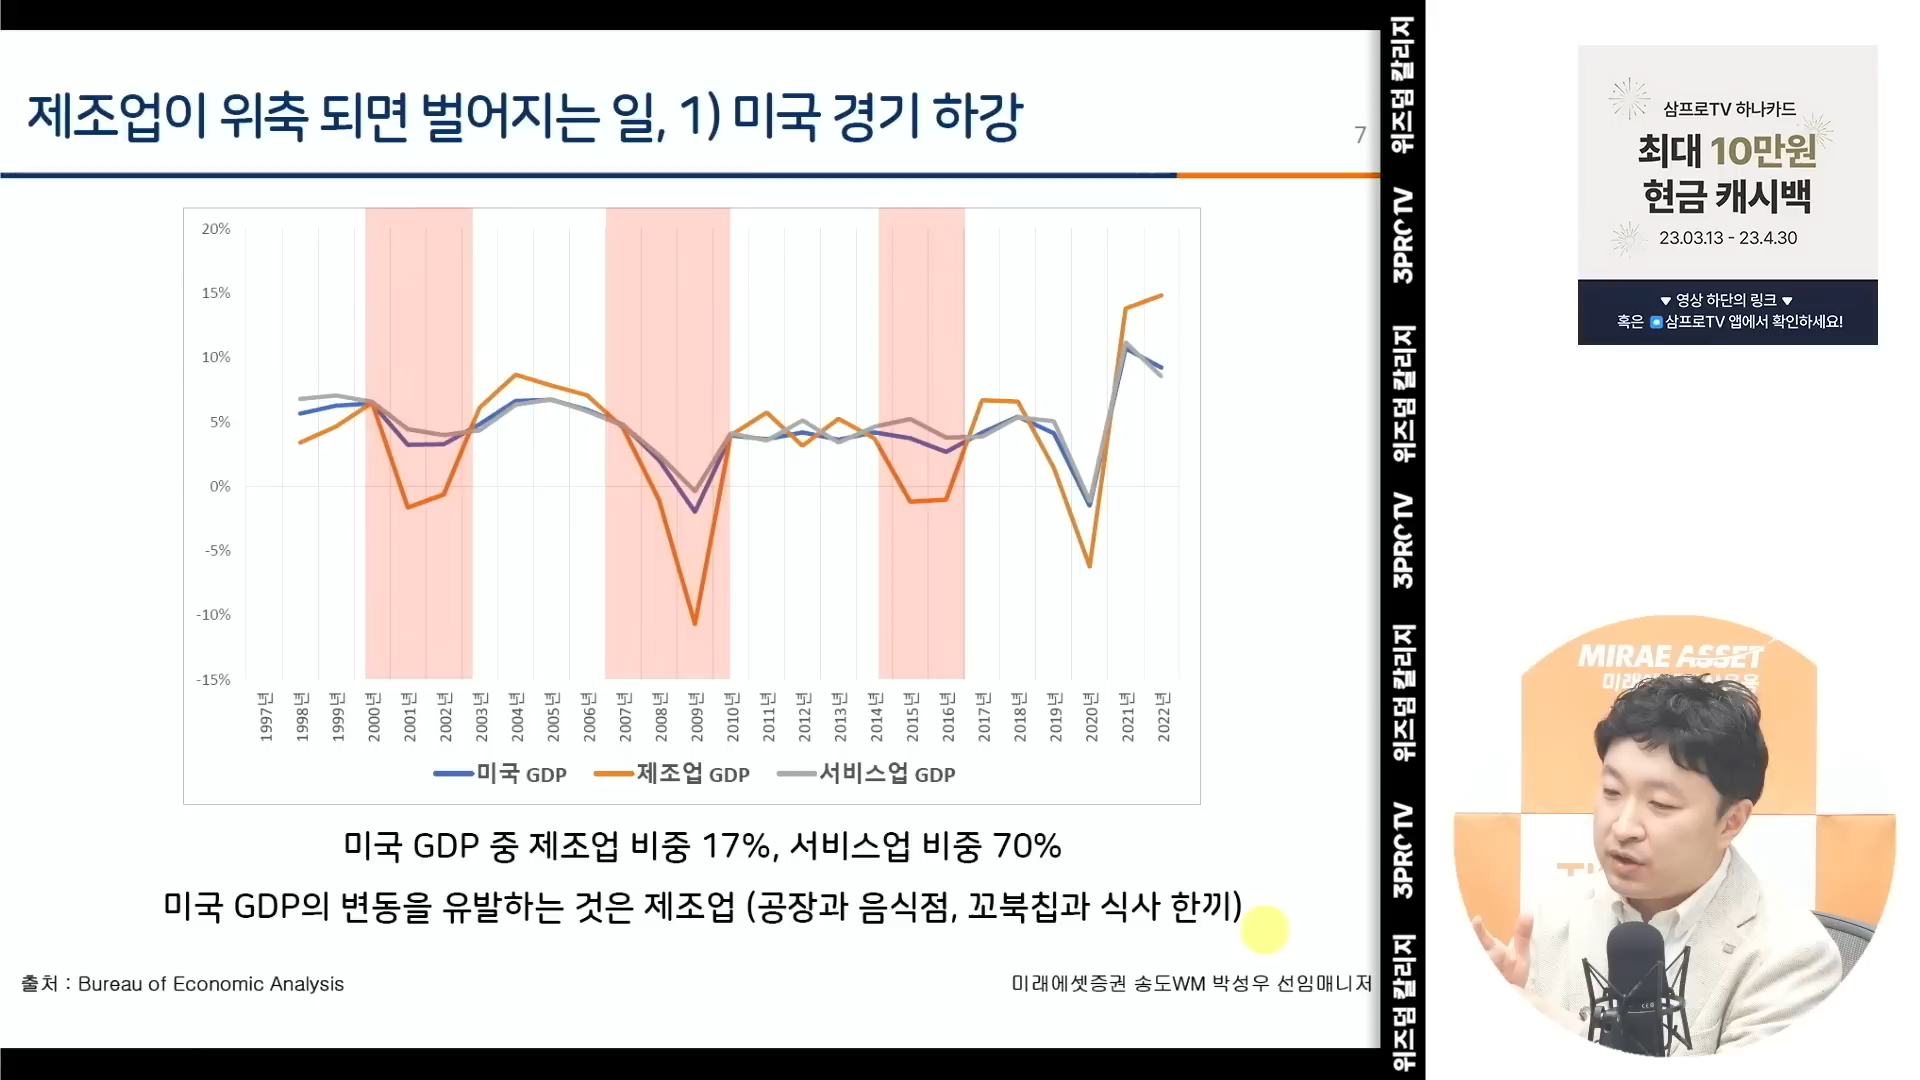 제조업이 위축 되면 벌어지는 일, 1) 미국 경기 하강
7
20%
15%
10%
5%
0%
-5%
-10%
-15%
1997년
1998년
1999년
2000년
2001년
2002년
2003년
2004년
2005년
2006년
2007년
2008년
2009년
2010년
2011년
2012년
2013년
2014년
2015년
2016년
2017년
2018년
2019년
2020년
2021년
2022년
미국 GDP 제조업 GDP 서비스업 GDP
미국 GDP 중 제조업 비중 17%, 서비스업 비중 70%
미국 GDP의 변동을 유발하는 것은 제조업 (공장과 음식점, 꼬북칩과 식사 한끼)
출처 : Bureau of Economic Analysis
미래에셋증권 송도WM 박성우 선임매니저
위즈덤 칼리지
3PROTV
위즈덤 칼리지
3PROTV
위즈덤 칼리지
3PROTV
위즈덤 칼리지
삼프로TV 하나카드
최대 10만원
현금 캐시백
23.03.13 - 23.4.30
▼ 영상 하단의 링크 ▼
혹은 삼프로TV 앱에서 확인하세요!
MIRAE ASSET